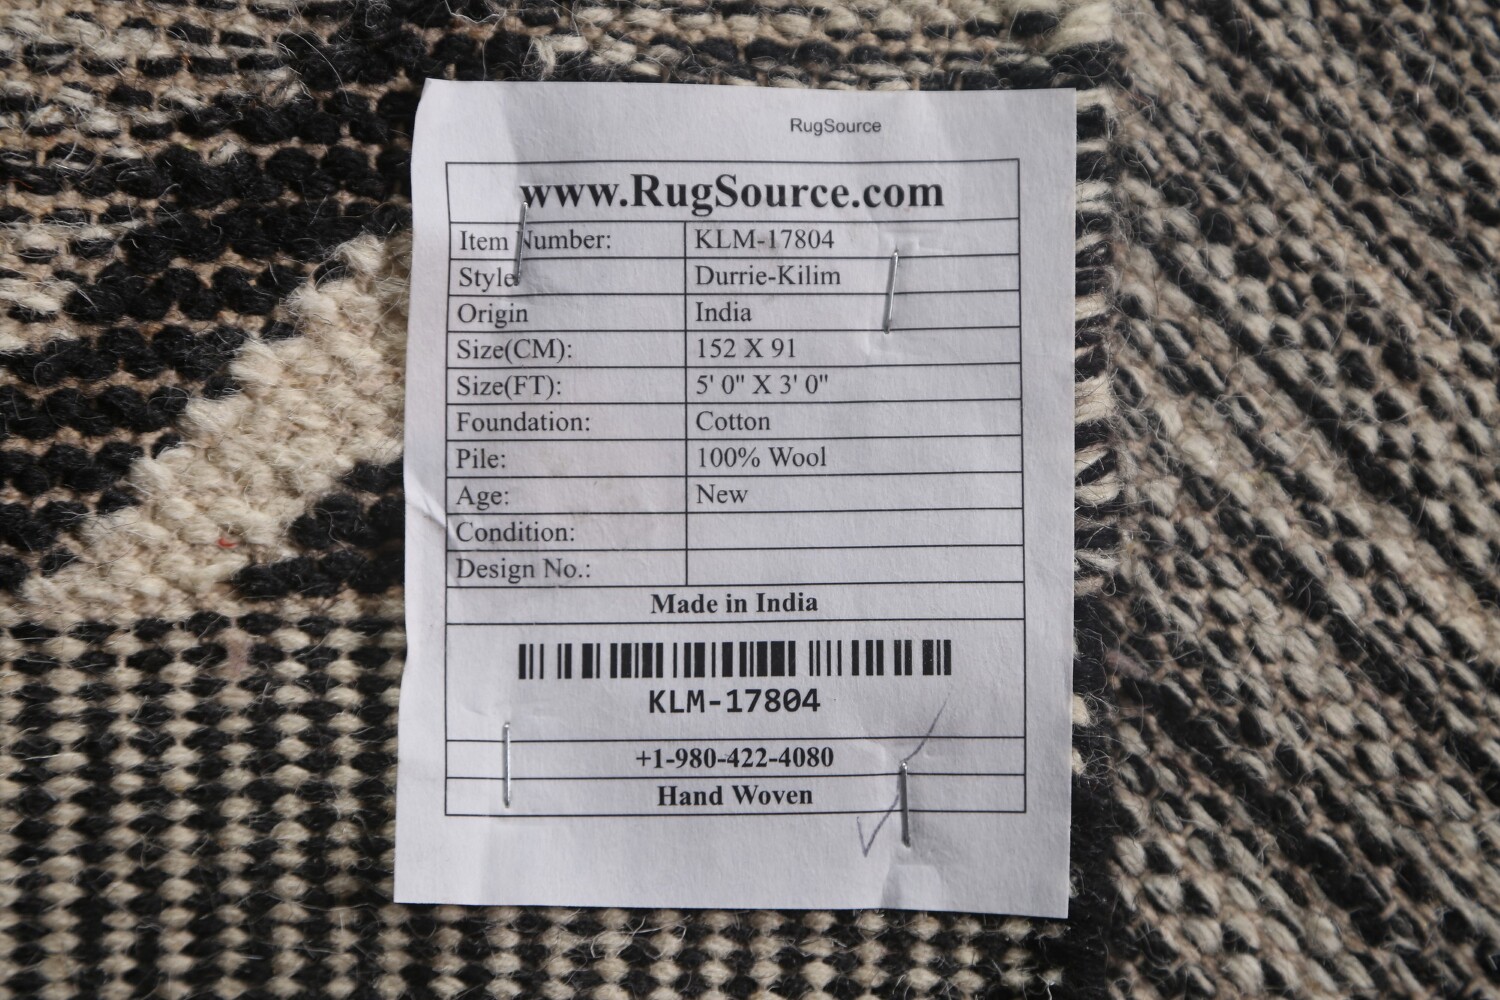 RugSource
www.RugSource.com
Item Number: KLM-17804
Style Durrie-Kilim
Origin India
Size(CM): 152 X 91
Size(FT): 5' 0" X 3' 0"
Foundation: Cotton
Pile: 100% Wool
Age: New
Condition:
Design No.:
Made in India
KLM-17804
+1-980-422-4080
Hand Woven